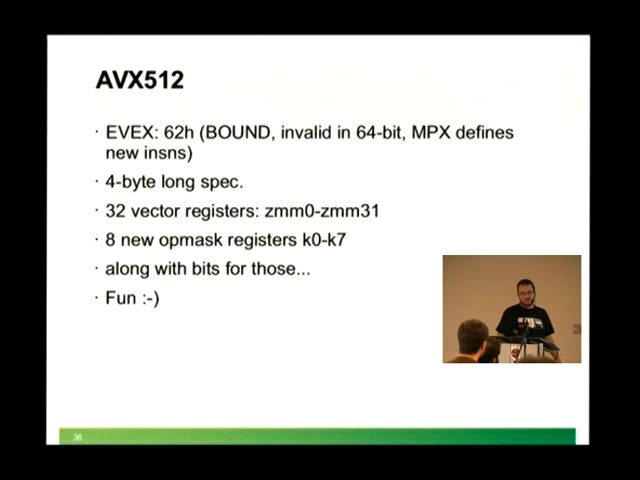 AVX512
· EVEX: 62h (BOUND, invalid in 64-bit, MPX defines
new insns)
· 4-byte long spec.
· 32 vector registers: zmm0-zmm31
· 8 new opmask registers k0-k7
· along with bits for those...
· Fun :-)
36